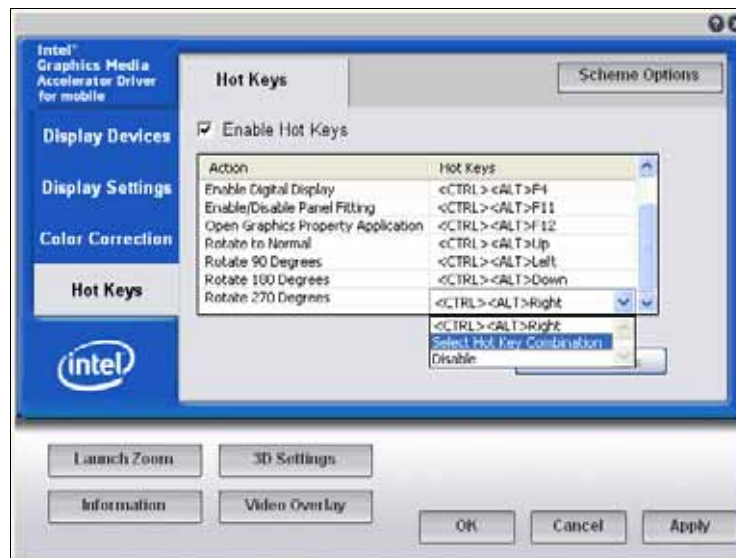 Intel®
Graphics Media
Accelerator Driver
for mobile
Hot Keys
Scheme Options
Display Devices
Display Settings
Color Correction
Hot Keys
intel
Enable Hot Keys
Action Hot Keys
Enable Digital Display <CTRL><ALT>F4
Enable/Disable Panel Fitting <CTRL><ALT>F11
Open Graphics Property Application <CTRL><ALT>F12
Rotate to Normal <CTRL><ALT>Up
Rotate 90 Degrees <CTRL><ALT>Left
Rotate 180 Degrees <CTRL><ALT>Down
Rotate 270 Degrees <CTRL><ALT>Right
<CTRL><ALT>Right
Select Hot Key Combination
Disable
Launch Zoom
3D Settings
Information
Video Overlay
OK
Cancel
Apply